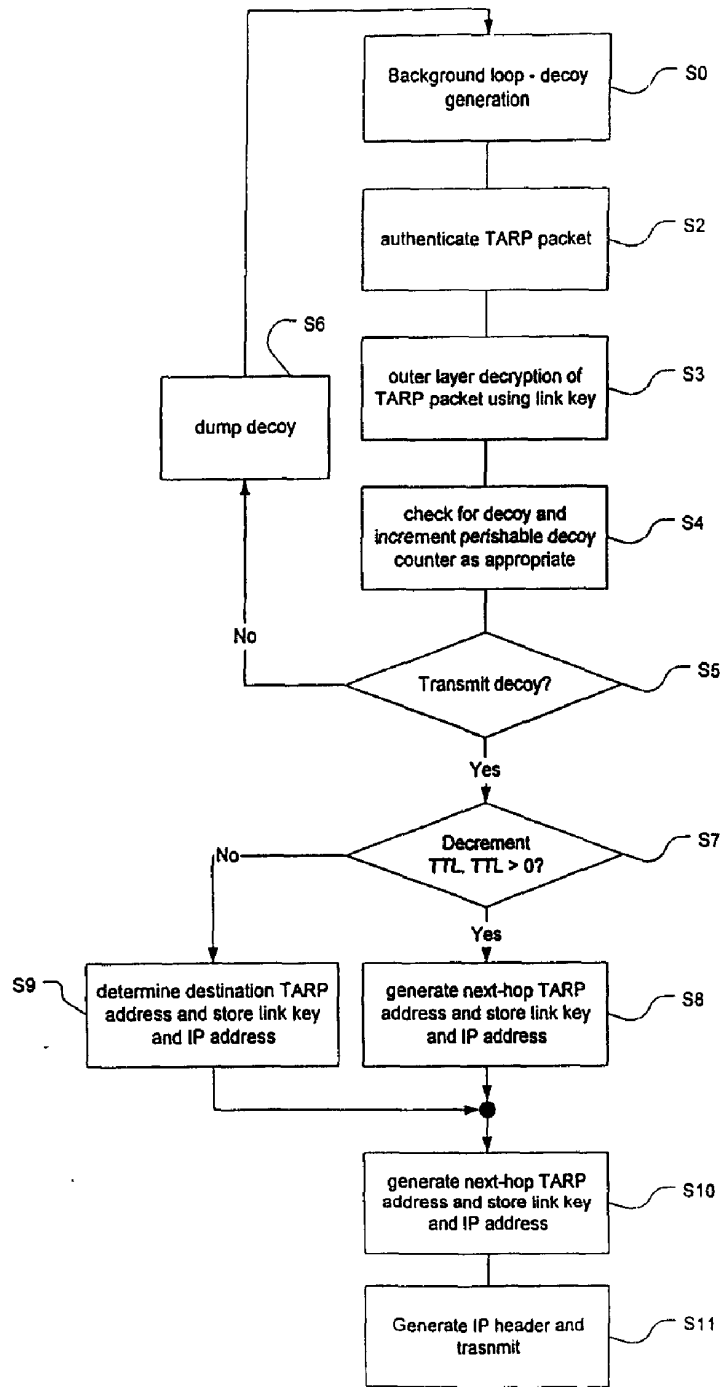 Background loop - decoy
generation
S0
authenticate TARP packet
S2
S6
outer layer decryption of
TARP packet using link key
S3
dump decoy
check for decoy and
increment perishable decoy
counter as appropriate
S4
No
Transmit decoy?
S5
Yes
Decrement
TTL, TTL > 0?
S7
No
Yes
S9
determine destination TARP
address and store link key
and IP address
generate next-hop TARP
address and store link key
and IP address
S8
generate next-hop TARP
address and store link key
and IP address
S10
Generate IP header and
trasnmit
S11